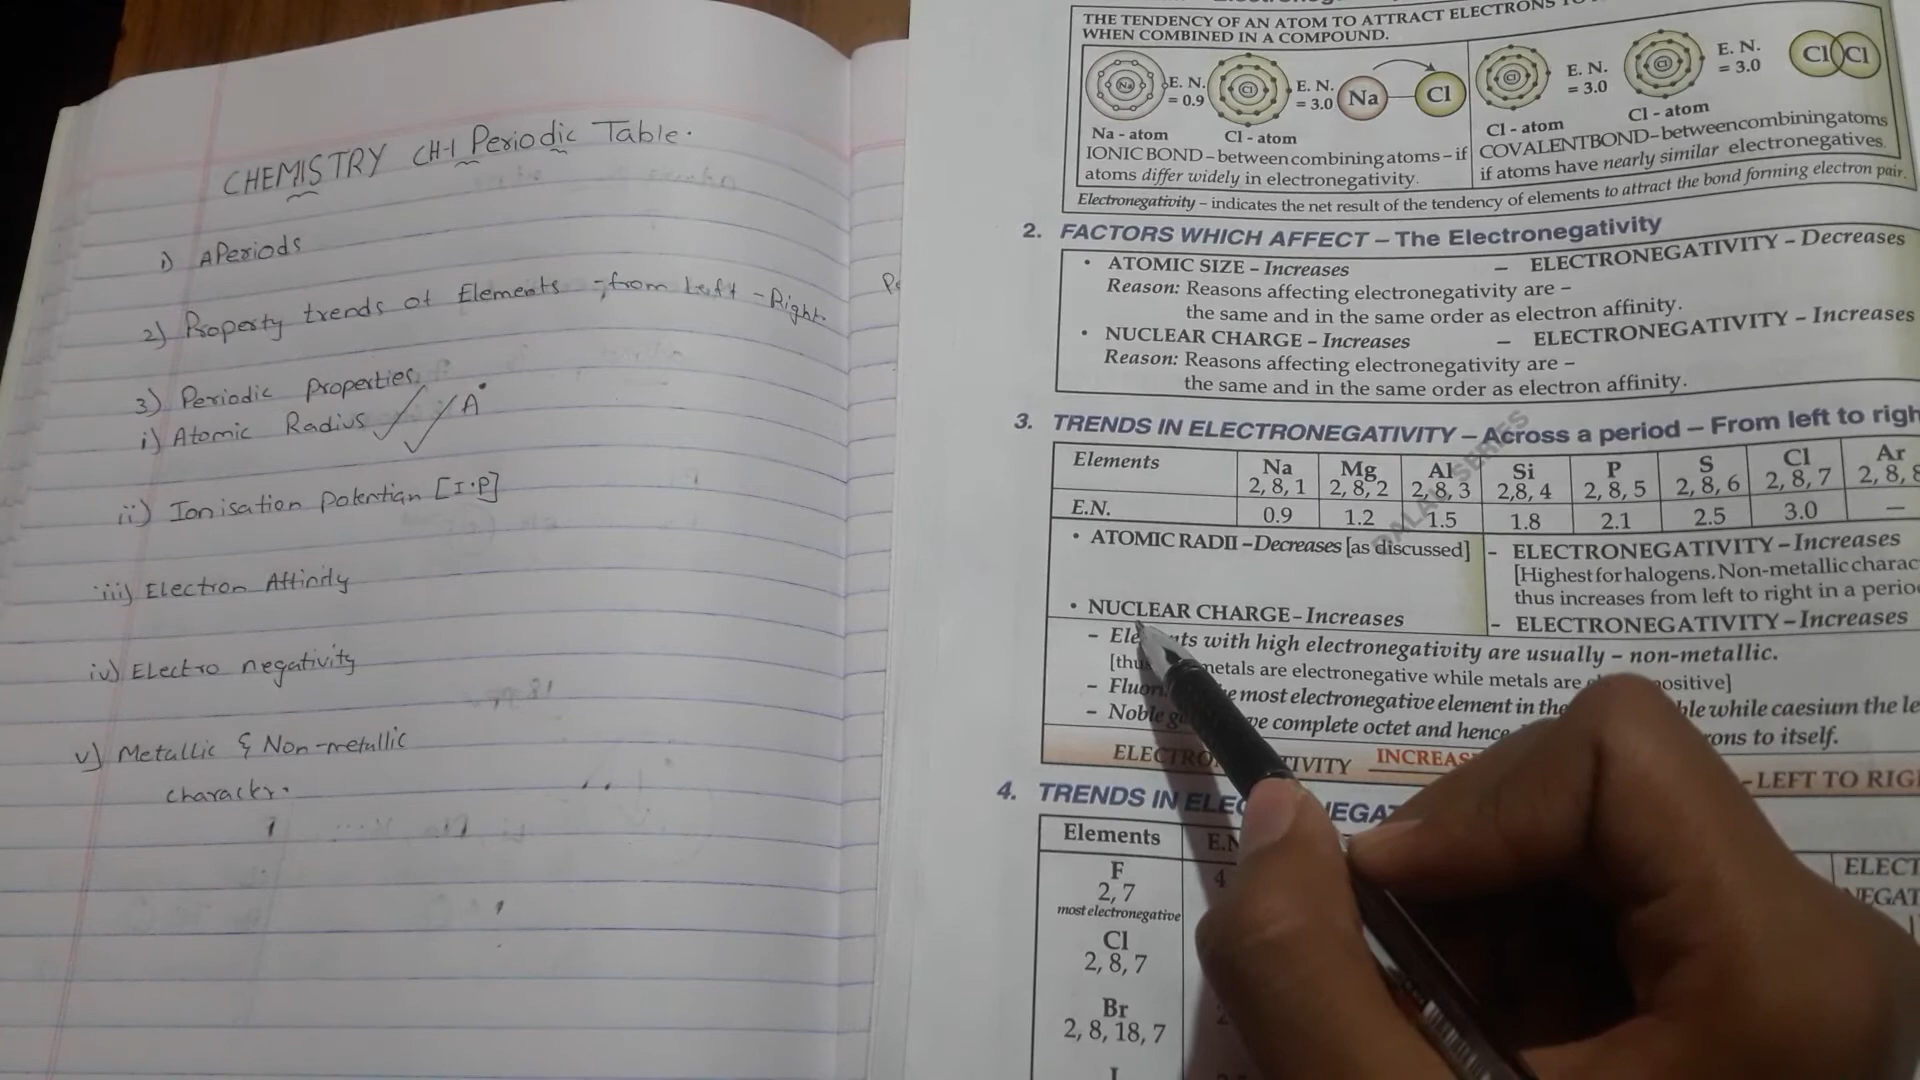 CHEMISTRY CH-1 Periodic Table.
1) APeriods
2) Property trends of Elements - from Left - Right.
3) Periodic properties
i) Atomic Radius A°
ii) Ionisation potentian [I.P]
iii) Election Affinity
iv) Electro negativity
v) Metallic & Non-metallic
charactr.
THE TENDENCY OF AN ATOM TO ATTRACT ELECTRONS
WHEN COMBINED IN A COMPOUND.
Na E. N. = 0.9 Cl E. N. = 3.0 Na Cl
Na - atom Cl - atom
IONIC BOND – between combining atoms – if
atoms differ widely in electronegativity.
Cl E. N. = 3.0 Cl E. N. = 3.0 Cl Cl
Cl - atom Cl - atom
COVALENT BOND – between combining atoms
if atoms have nearly similar electronegatives.
Electronegativity – indicates the net result of the tendency of elements to attract the bond forming electron pair.
2. FACTORS WHICH AFFECT – The Electronegativity
• ATOMIC SIZE – Increases – ELECTRONEGATIVITY – Decreases
Reason: Reasons affecting electronegativity are –
the same and in the same order as electron affinity.
• NUCLEAR CHARGE – Increases – ELECTRONEGATIVITY – Increases
Reason: Reasons affecting electronegativity are –
the same and in the same order as electron affinity.
3. TRENDS IN ELECTRONEGATIVITY – Across a period – From left to righ
Elements Na Mg Al Si P S Cl Ar
2, 8, 1 2, 8, 2 2, 8, 3 2,8, 4 2, 8, 5 2, 8, 6 2, 8, 7 2, 8, 8
E.N. 0.9 1.2 1.5 1.8 2.1 2.5 3.0 —
• ATOMIC RADII – Decreases [as discussed] – ELECTRONEGATIVITY – Increases
[Highest for halogens. Non-metallic charac
thus increases from left to right in a perio
• NUCLEAR CHARGE – Increases – ELECTRONEGATIVITY – Increases
– with high electronegativity are usually – non-metallic.
metals are electronegative while metals are
– most electronegative element in the while caesium the le
– Noble complete octet and hence to itself.
INCREAS – LEFT TO RIG
4. TRENDS IN ELEC NEGA
Elements E.N
F 4
2, 7
most electronegative
Cl
2, 8, 7
Br
2, 8, 18, 7
I
ELECT
NEGAT